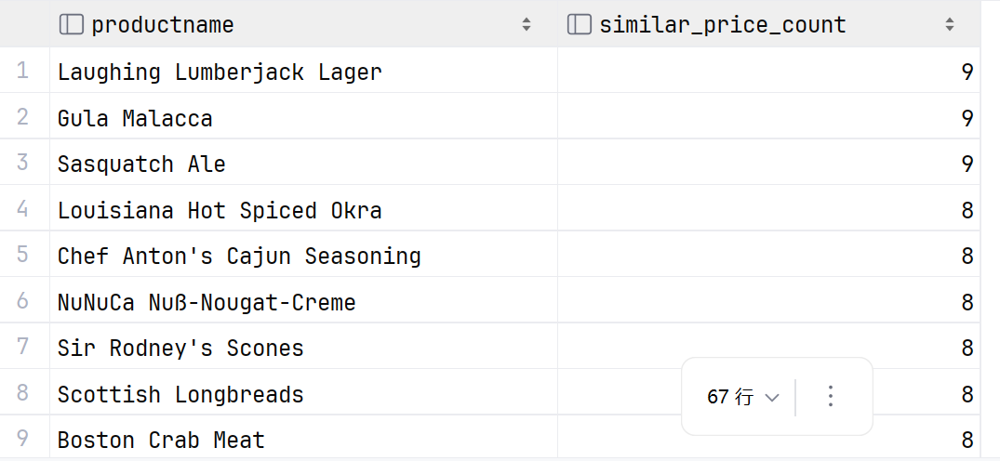 productname similar_price_count
1 Laughing Lumberjack Lager 9
2 Gula Malacca 9
3 Sasquatch Ale 9
4 Louisiana Hot Spiced Okra 8
5 Chef Anton's Cajun Seasoning 8
6 NuNuCa Nuß-Nougat-Creme 8
7 Sir Rodney's Scones 8
8 Scottish Longbreads 8
67 行
9 Boston Crab Meat 8